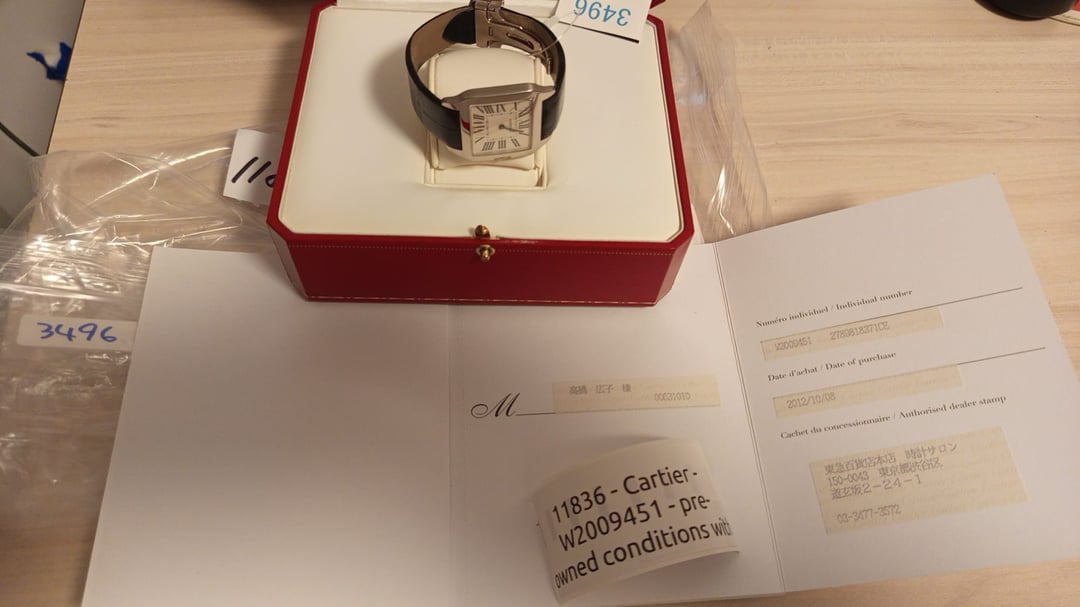 3496
110
3496
Numéro individuel / Individual number
W2009451 2789818371CE
Date d'achat / Date of purchase
2012/10/08
Cachet du concessionnaire / Authorised dealer stamp
東急百貨店本店 時計サロン
150-0043 東京都渋谷区
道玄坂2-24-1
03-3477-3572
高橋 広子 様
00631010
M
11836 - Cartier -
W2009451 - pre-
owned conditions with